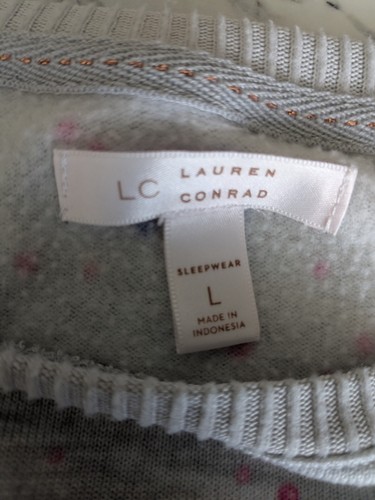 LC LAUREN
CONRAD
SLEEPWEAR
L
MADE IN
INDONESIA